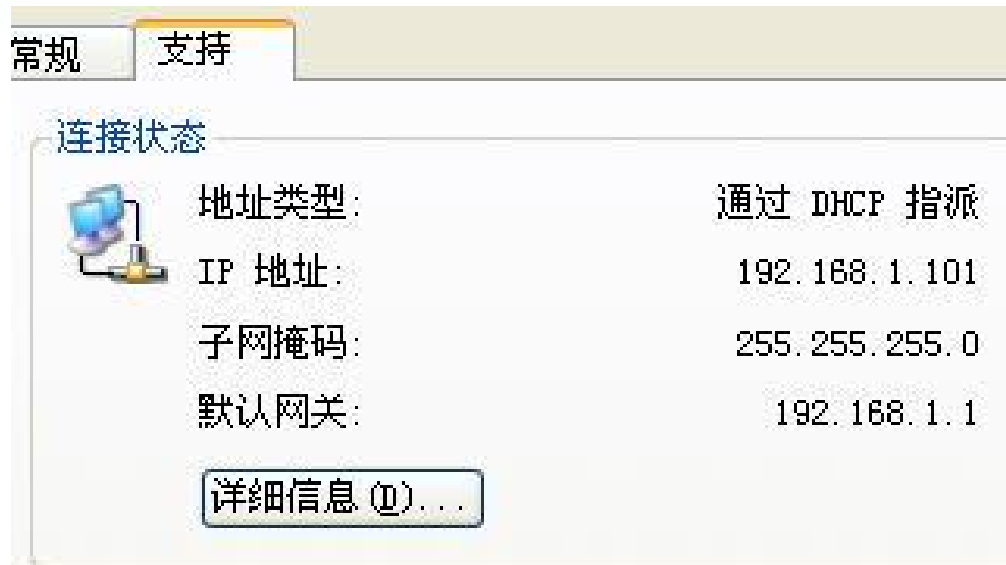 常规 支持
连接状态
地址类型: 通过 DHCP 指派
IP 地址: 192.168.1.101
子网掩码: 255.255.255.0
默认网关: 192.168.1.1
详细信息(D)...